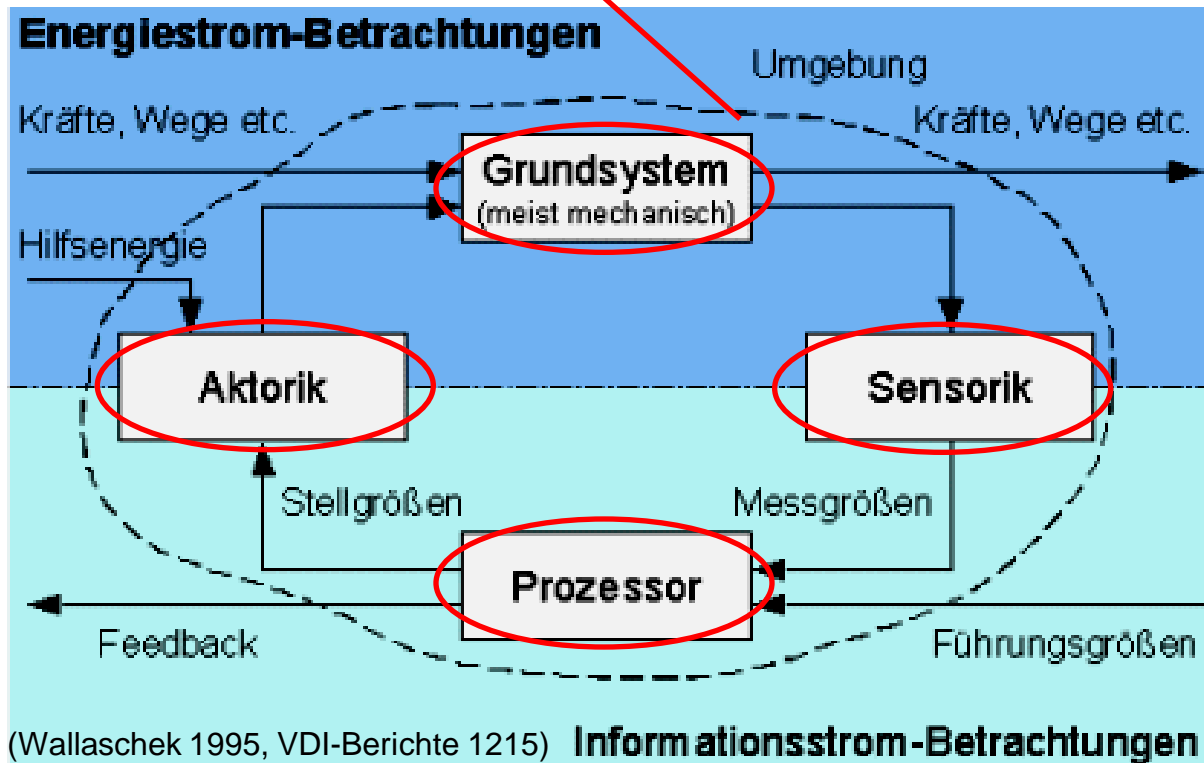 Energiestrom-Betrachtungen
Umgebung
Kräfte, Wege etc.
Kräfte, Wege etc.
Grundsystem
(meist mechanisch)
Hilfsenergie
Aktorik
Sensorik
Stellgrößen
Messgrößen
Prozessor
Feedback
Führungsgrößen
(Wallaschek 1995, VDI-Berichte 1215)
Informationsstrom-Betrachtungen